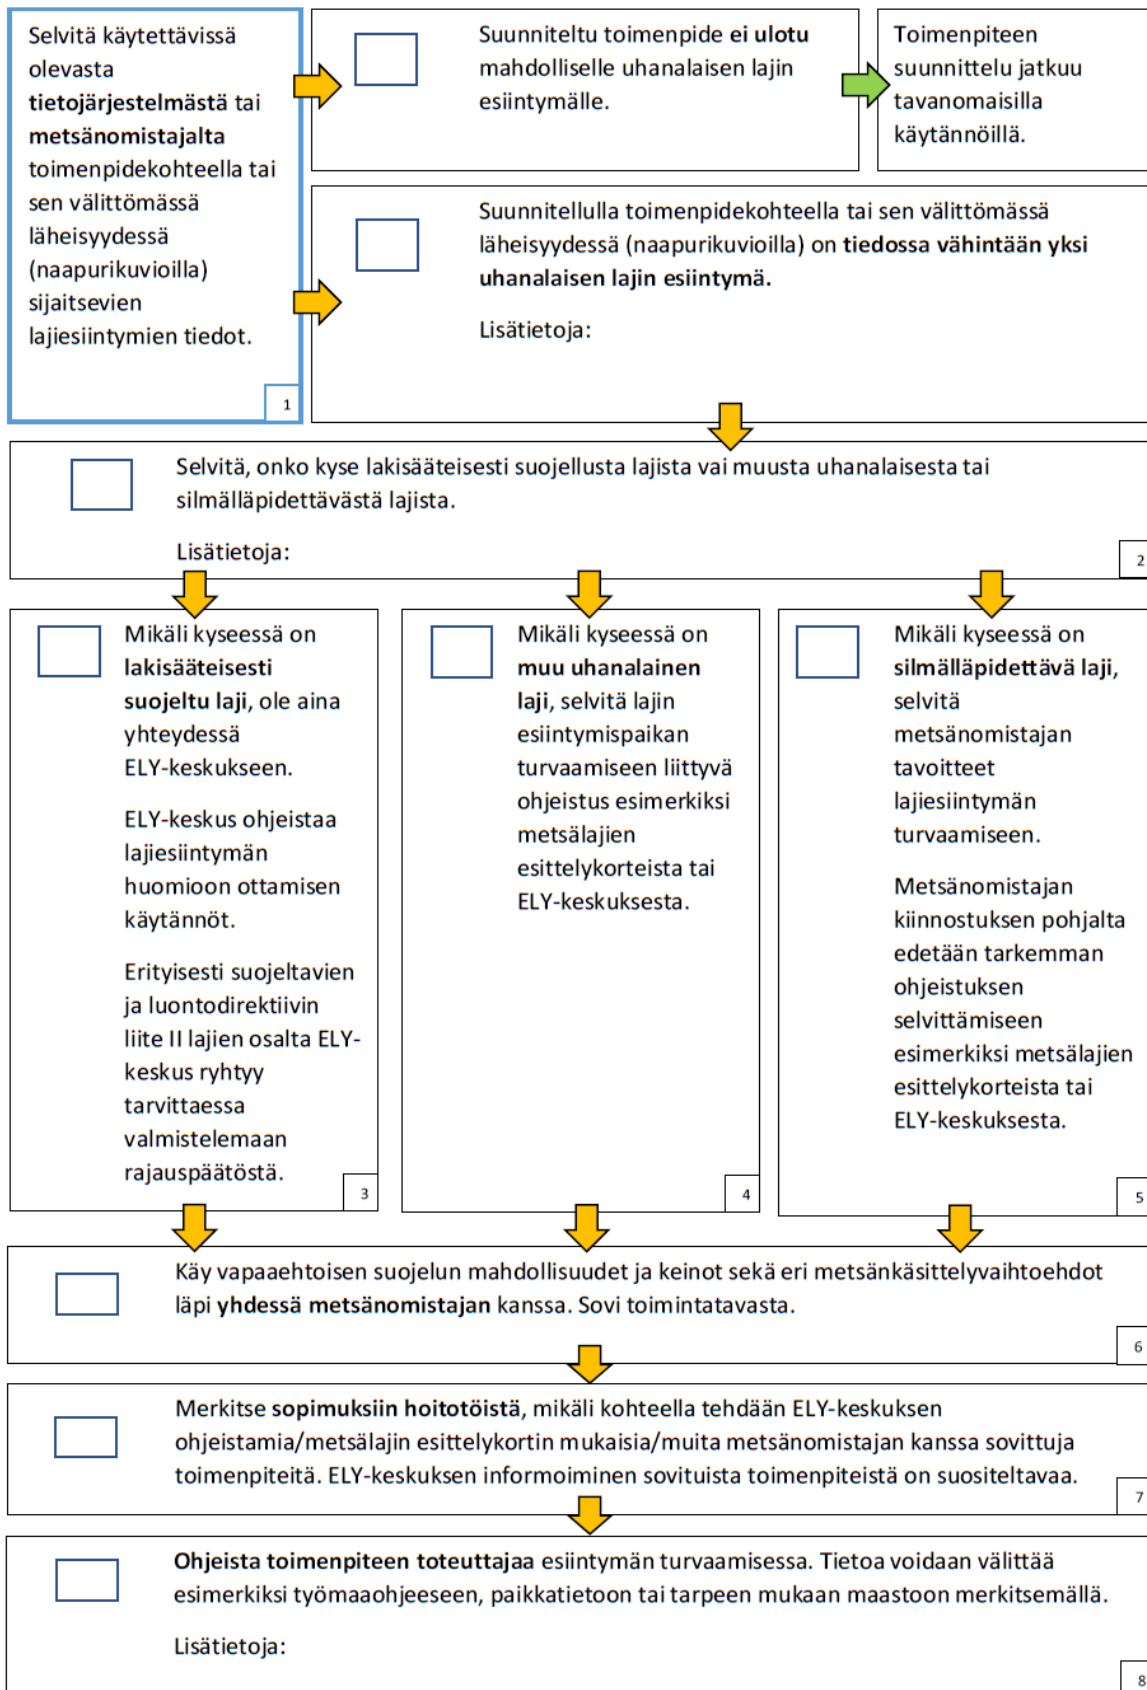 Selvitä käytettävissä
olevasta
tietojärjestelmästä tai
metsänomistajalta
toimenpidekohteella tai
sen välittömässä
läheisyydessä
(naapurikuvioilla)
sijaitsevien
lajiesiintymien tiedot.
1
Suunniteltu toimenpide ei ulotu
mahdolliselle uhanalaisen lajin
esiintymälle.
Toimenpiteen
suunnittelu jatkuu
tavanomaisilla
käytännöillä.
Suunnitellulla toimenpidekohteella tai sen välittömässä
läheisyydessä (naapurikuvioilla) on tiedossa vähintään yksi
uhanalaisen lajin esiintymä.
Lisätietoja:
Selvitä, onko kyse lakisääteisesti suojellusta lajista vai muusta uhanalaisesta tai
silmälläpidettävästä lajista.
Lisätietoja:
2
Mikäli kyseessä on
lakisääteisesti
suojeltu laji, ole aina
yhteydessä
ELY-keskukseen.
ELY-keskus ohjeistaa
lajiesiintymän
huomioon ottamisen
käytännöt.
Erityisesti suojeltavien
ja luontodirektiivin
liite II lajien osalta ELY-
keskus ryhtyy
tarvittaessa
valmistelemaan
rajauspäätöstä.
3
Mikäli kyseessä on
muu uhanalainen
laji, selvitä lajin
esiintymispaikan
turvaamiseen liittyvä
ohjeistus esimerkiksi
metsälajien
esittelykorteista tai
ELY-keskuksesta.
4
Mikäli kyseessä on
silmälläpidettävä laji,
selvitä
metsänomistajan
tavoitteet
lajiesiintymän
turvaamiseen.
Metsänomistajan
kiinnostuksen pohjalta
edetään tarkemman
ohjeistuksen
selvittämiseen
esimerkiksi metsälajien
esittelykorteista tai
ELY-keskuksesta.
5
Käy vapaaehtoisen suojelun mahdollisuudet ja keinot sekä eri metsänkäsittelyvaihtoehdot
läpi yhdessä metsänomistajan kanssa. Sovi toimintatavasta.
6
Merkitse sopimuksiin hoitotöistä, mikäli kohteella tehdään ELY-keskuksen
ohjeistamia/metsälajin esittelykortin mukaisia/muita metsänomistajan kanssa sovittuja
toimenpiteitä. ELY-keskuksen informoiminen sovituista toimenpiteistä on suositeltavaa.
7
Ohjeista toimenpiteen toteuttajaa esiintymän turvaamisessa. Tietoa voidaan välittää
esimerkiksi työmaaohjeeseen, paikkatietoon tai tarpeen mukaan maastoon merkitsemällä.
Lisätietoja:
8